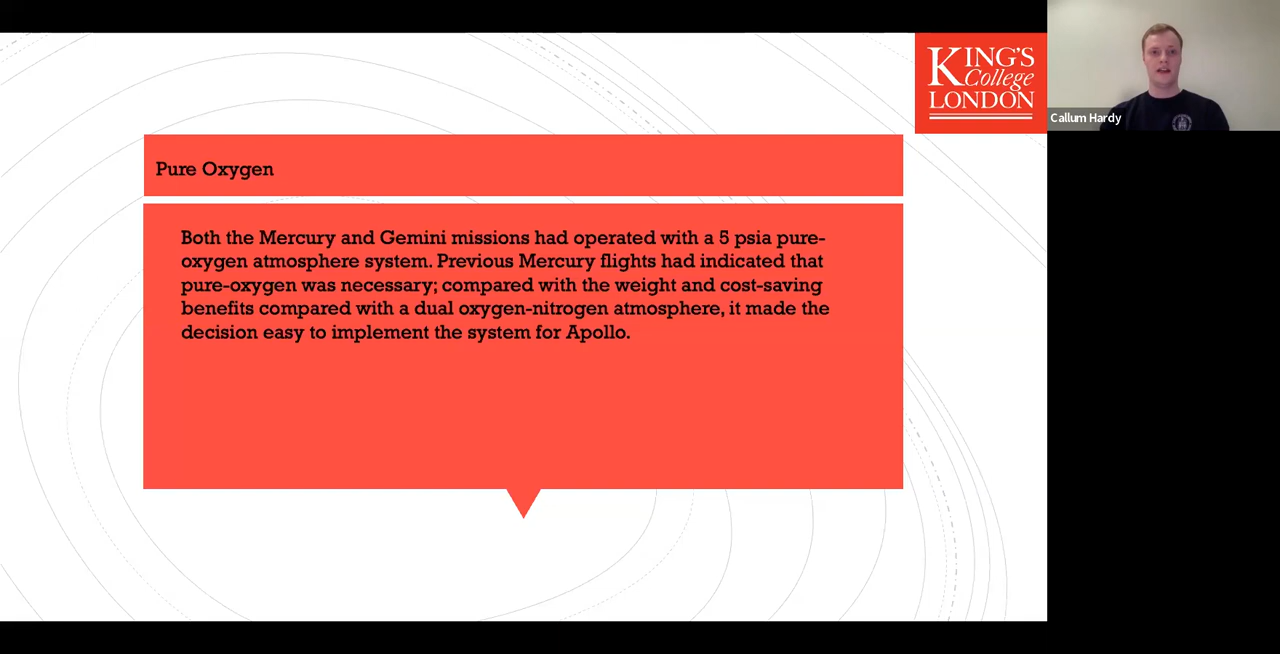 KING'S
College
LONDON
Callum Hardy
Pure Oxygen
Both the Mercury and Gemini missions had operated with a 5 psia pure-
oxygen atmosphere system. Previous Mercury flights had indicated that
pure-oxygen was necessary; compared with the weight and cost-saving
benefits compared with a dual oxygen-nitrogen atmosphere, it made the
decision easy to implement the system for Apollo.